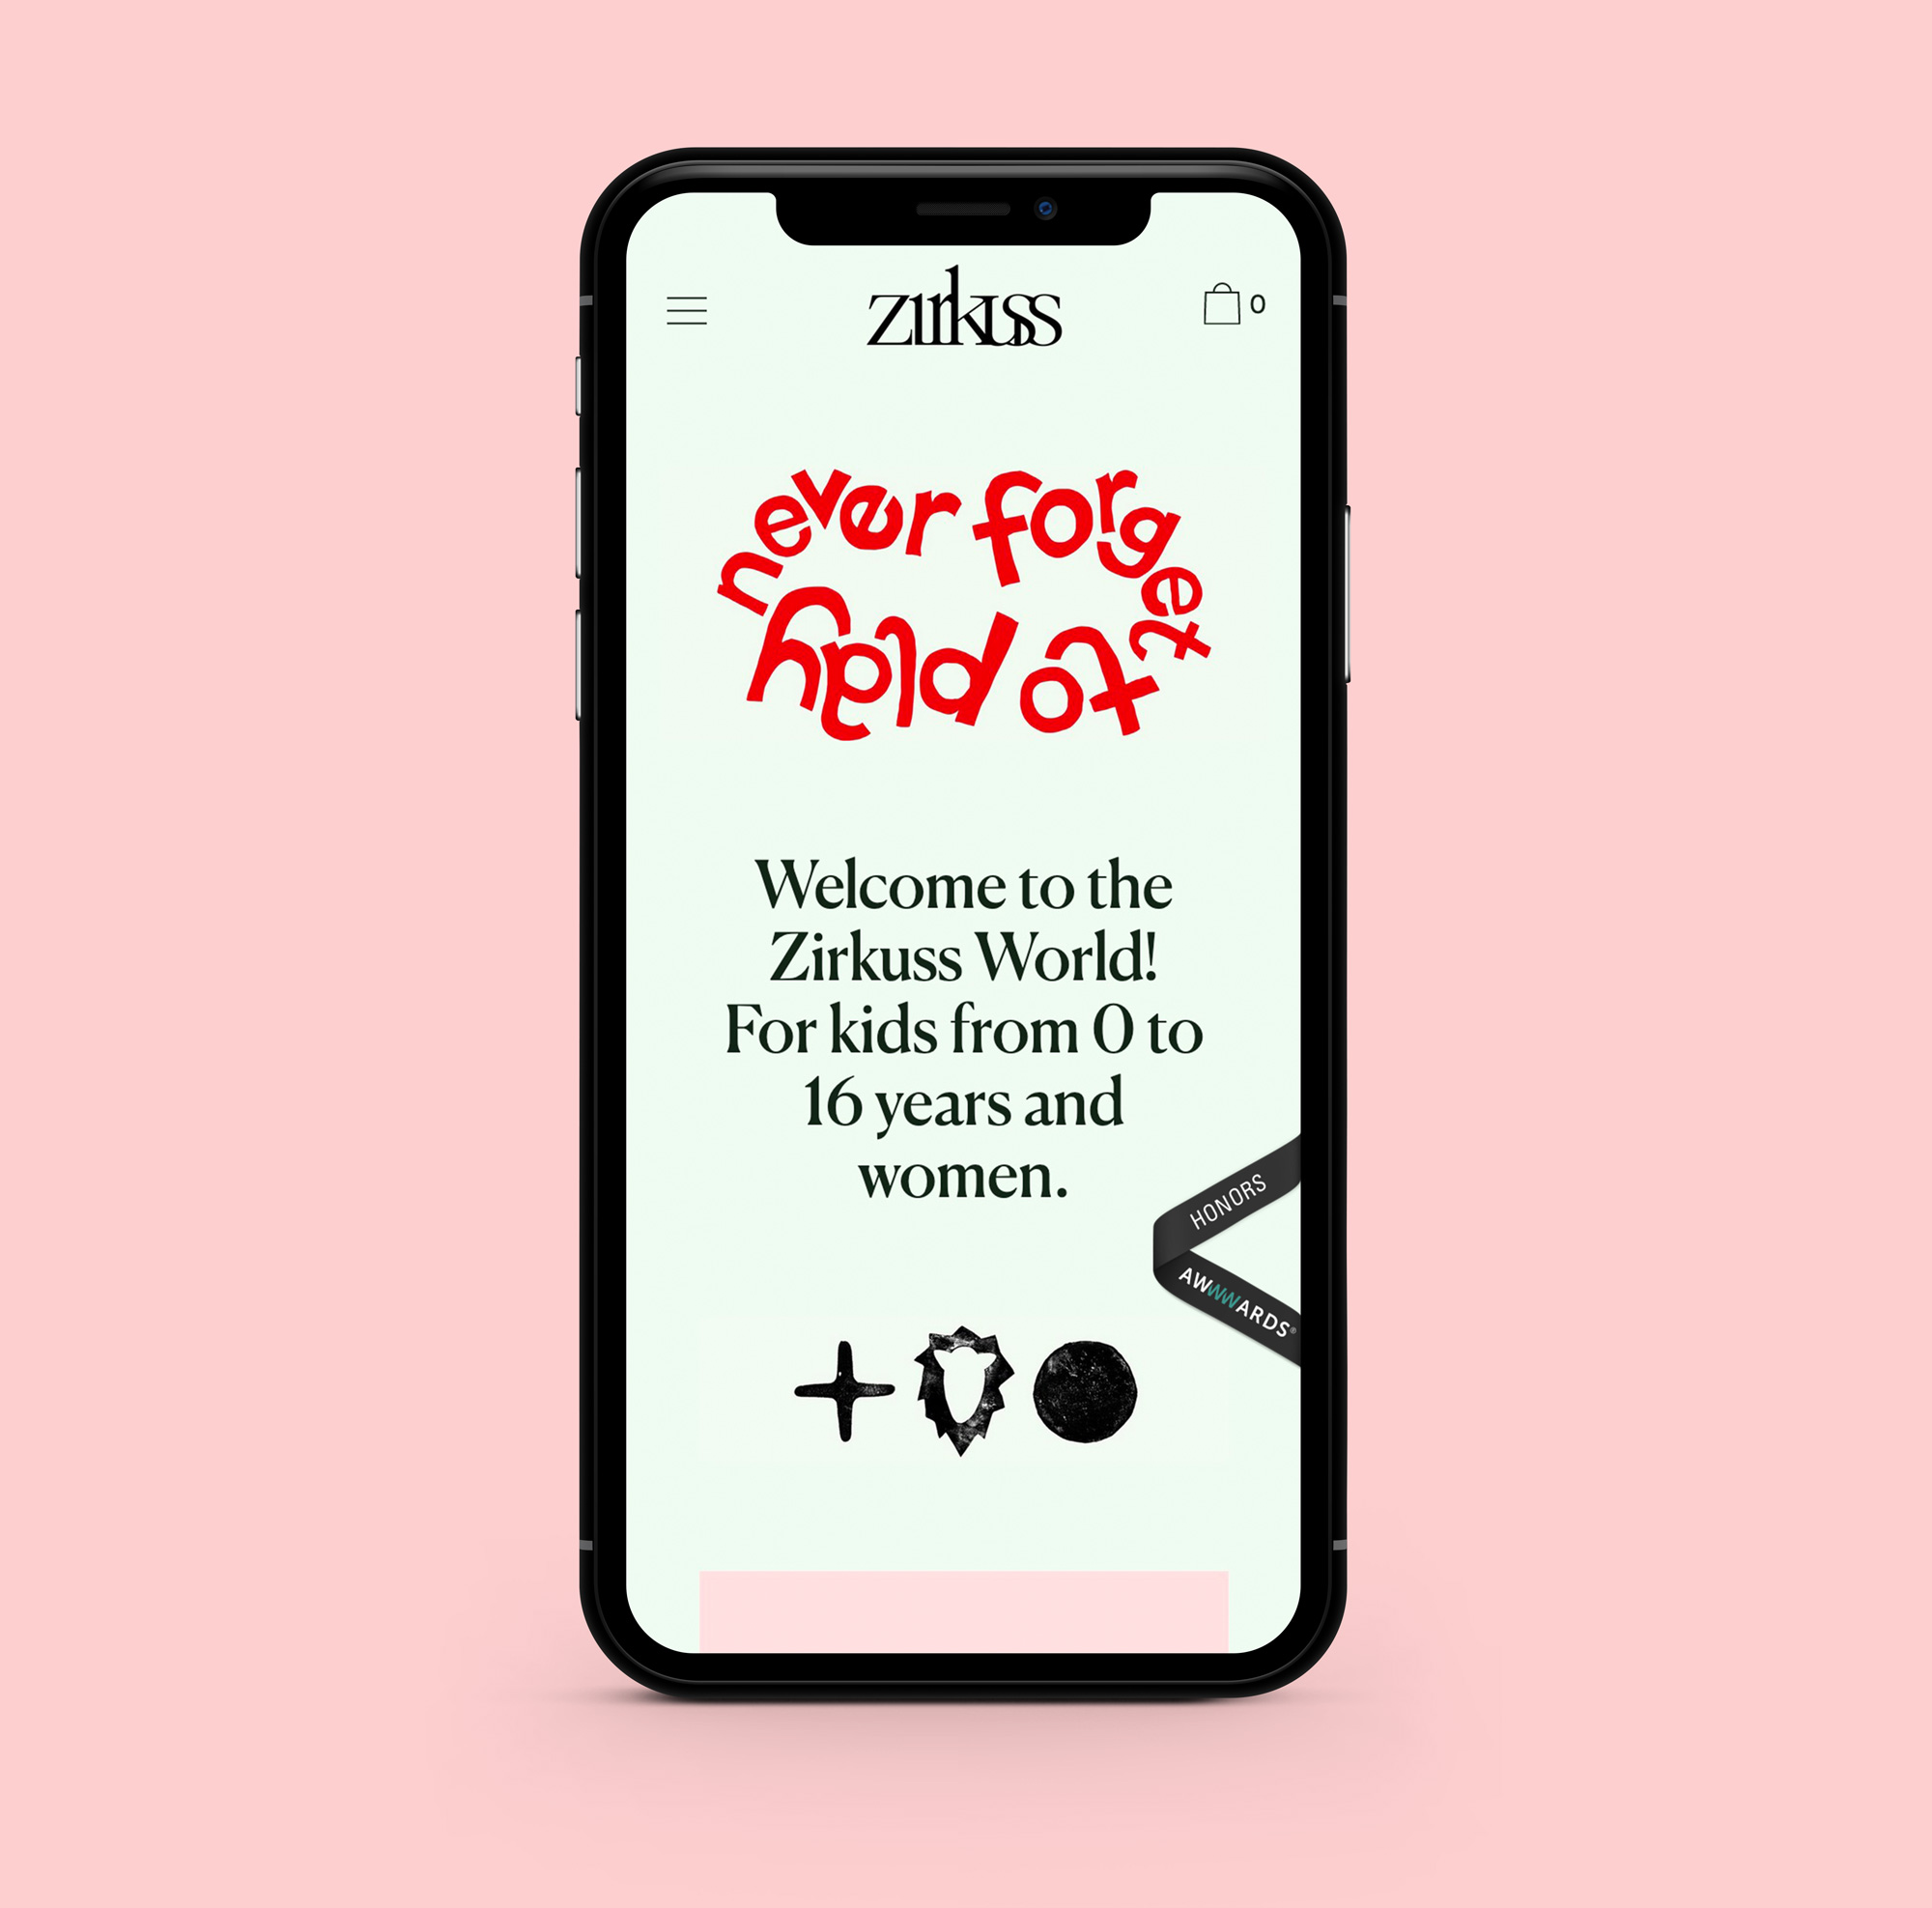 zirkuss
0
never forget
to play
Welcome to the
Zirkuss World!
For kids from 0 to
16 years and
women.
HONORS
AWWWARDS®